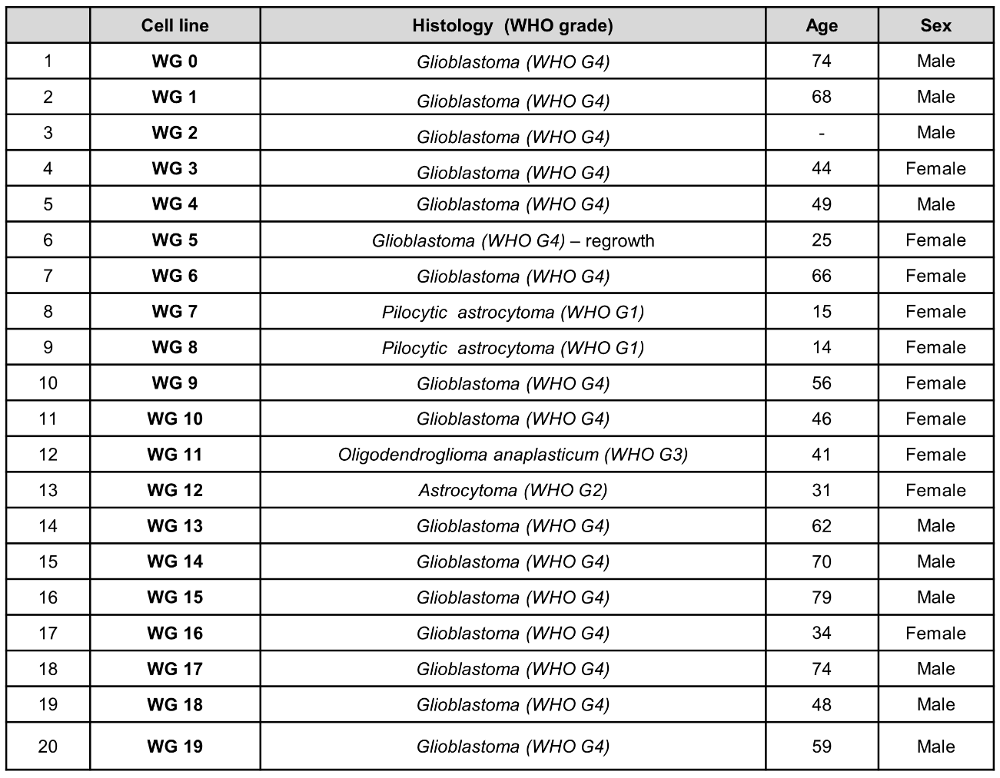 Cell line Histology (WHO grade) Age Sex
1 WG 0 Glioblastoma (WHO G4) 74 Male
2 WG 1 Glioblastoma (WHO G4) 68 Male
3 WG 2 Glioblastoma (WHO G4) - Male
4 WG 3 Glioblastoma (WHO G4) 44 Female
5 WG 4 Glioblastoma (WHO G4) 49 Male
6 WG 5 Glioblastoma (WHO G4) – regrowth 25 Female
7 WG 6 Glioblastoma (WHO G4) 66 Female
8 WG 7 Pilocytic astrocytoma (WHO G1) 15 Female
9 WG 8 Pilocytic astrocytoma (WHO G1) 14 Female
10 WG 9 Glioblastoma (WHO G4) 56 Female
11 WG 10 Glioblastoma (WHO G4) 46 Female
12 WG 11 Oligodendroglioma anaplasticum (WHO G3) 41 Female
13 WG 12 Astrocytoma (WHO G2) 31 Female
14 WG 13 Glioblastoma (WHO G4) 62 Male
15 WG 14 Glioblastoma (WHO G4) 70 Male
16 WG 15 Glioblastoma (WHO G4) 79 Male
17 WG 16 Glioblastoma (WHO G4) 34 Female
18 WG 17 Glioblastoma (WHO G4) 74 Male
19 WG 18 Glioblastoma (WHO G4) 48 Male
20 WG 19 Glioblastoma (WHO G4) 59 Male